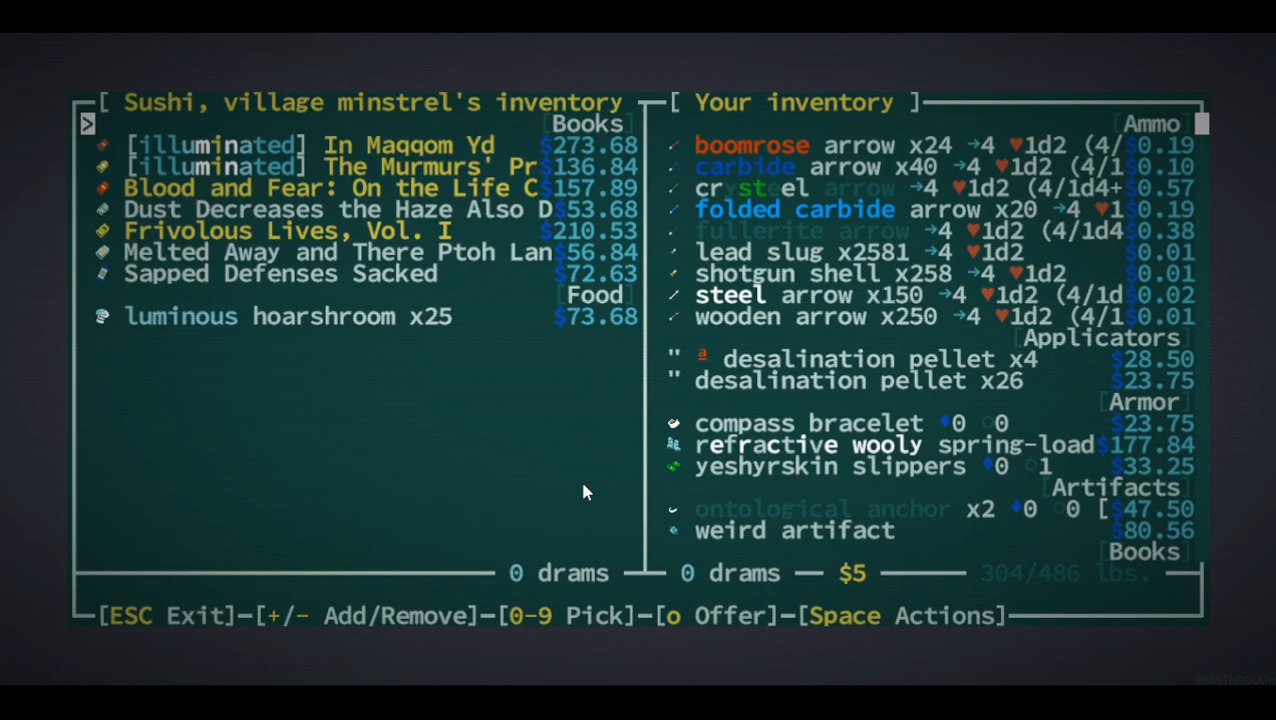 [ Sushi, village minstrel's inventory
[Books]
> 
[illuminated] In Maqqom Yd $273.68
[illuminated] The Murmurs' Pr $136.84
Blood and Fear: On the Life C $157.89
Dust Decreases the Haze Also D $53.68
Frivolous Lives, Vol. I $210.53
Melted Away and There Ptoh Lan $56.84
Sapped Defenses Sacked $72.63
[Food]
luminous hoarshroom x25 $73.68
0 drams
[ Your inventory ]
[Ammo]
boomrose arrow x24 →4 ♥1d2 (4/ $0.19
carbide arrow x40 →4 ♥1d2 (4/1 $0.10
crysteel arrow →4 ♥1d2 (4/1d4+ $0.57
folded carbide arrow x20 →4 ♥1 $0.19
fullerite arrow →4 ♥1d2 (4/1d4 $0.38
lead slug x2581 →4 ♥1d2 $0.01
shotgun shell x258 →4 ♥1d2 $0.01
steel arrow x150 →4 ♥1d2 (4/1d $0.02
wooden arrow x250 →4 ♥1d2 (4/1 $0.01
[Applicators]
" ª desalination pellet x4 $28.50
" desalination pellet x26 $23.75
[Armor]
compass bracelet ♦0 ○0 $23.75
refractive wooly spring-load $177.84
yeshyrskin slippers ♦0 ○1 $33.25
[Artifacts]
ontological anchor x2 ♦0 ○0 [ $47.50
weird artifact $80.56
[Books]
0 drams $5 304/486 lbs.
[ESC Exit]-[+/- Add/Remove]-[0-9 Pick]-[o Offer]-[Space Actions]
PASSTHROUGH